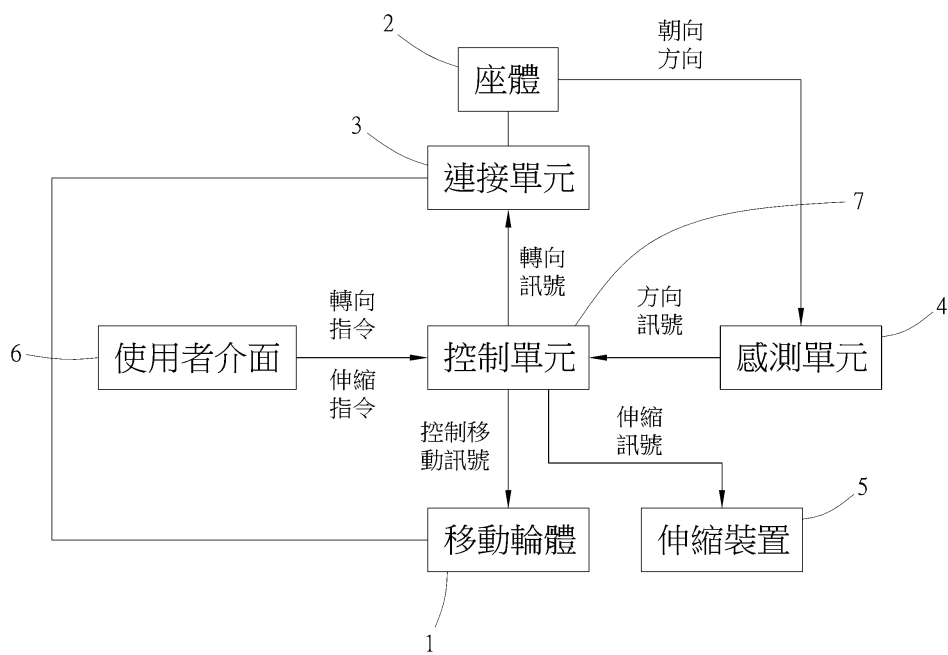 2
座體
朝向
方向
3
連接單元
7
轉向
訊號
轉向
指令
方向
訊號
4
6
使用者介面
控制單元
感測單元
伸縮
指令
控制移
動訊號
伸縮
訊號
5
移動輪體
伸縮裝置
1